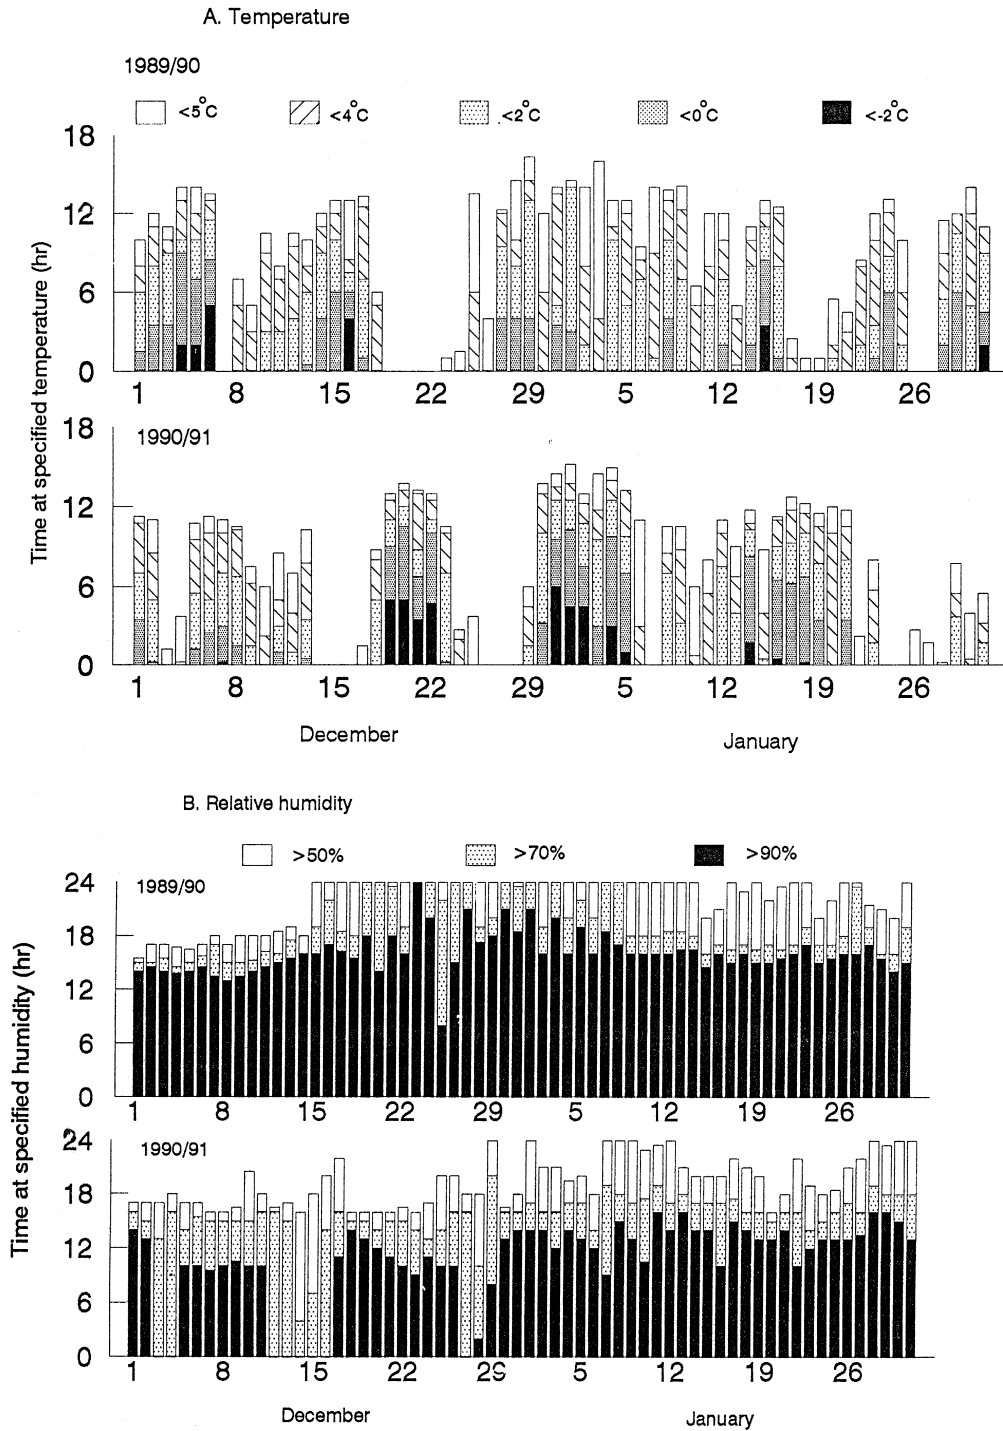 A. Temperature
1989/90
<5°C <4°C <2°C <0°C <-2°C
18
12
6
0
1 8 15 22 29 5 12 19 26
Time at specified temperature (hr)
18
1990/91
12
6
0
1 8 15 22 29 5 12 19 26
December January
B. Relative humidity
>50% >70% >90%
24
1989/90
18
12
6
0
1 8 15 22 29 5 12 19 26
Time at specified humidity (hr)
24
1990/91
18
12
6
0
1 8 15 22 29 5 12 19 26
December January